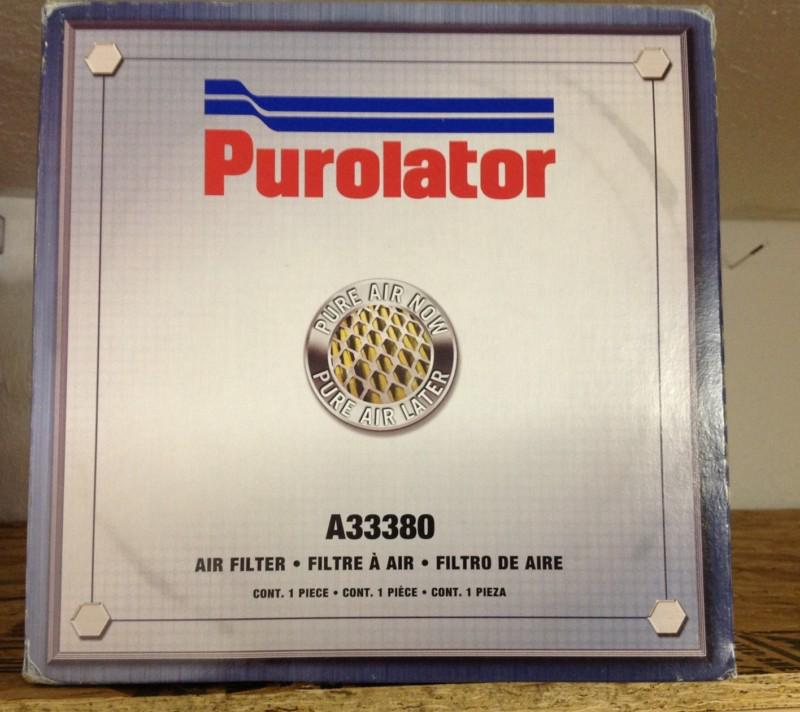 Purolator
PURE AIR NOW
PURE AIR LATER
A33380
AIR FILTER • FILTRE À AIR • FILTRO DE AIRE
CONT. 1 PIECE • CONT. 1 PIÈCE • CONT. 1 PIEZA